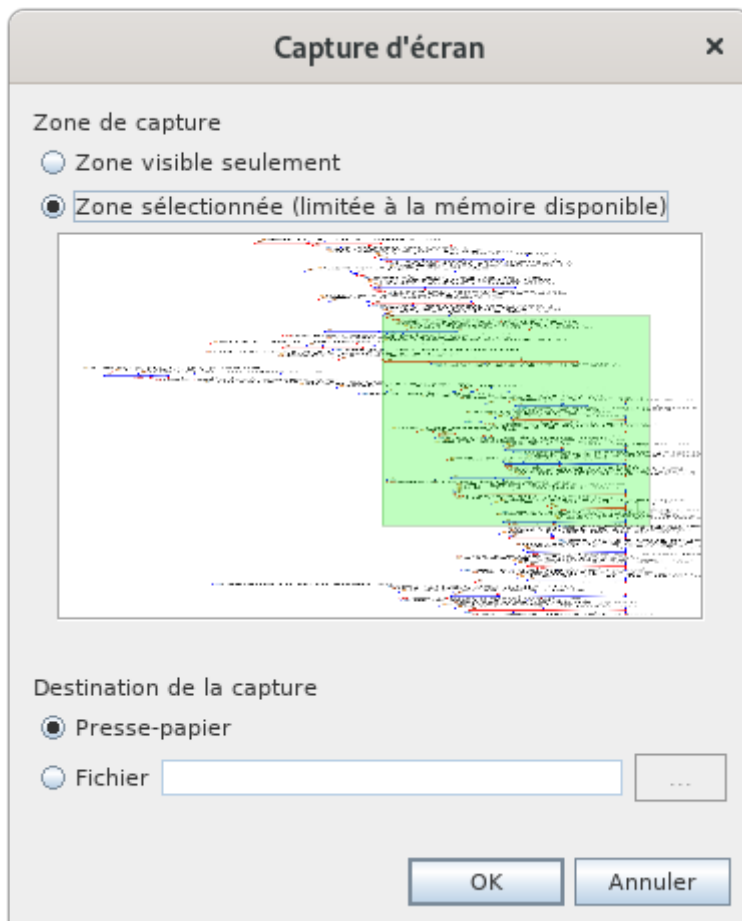 Capture d'écran
Zone de capture
Zone visible seulement
Zone sélectionnée (limitée à la mémoire disponible)
Destination de la capture
Presse-papier
Fichier
...
OK
Annuler